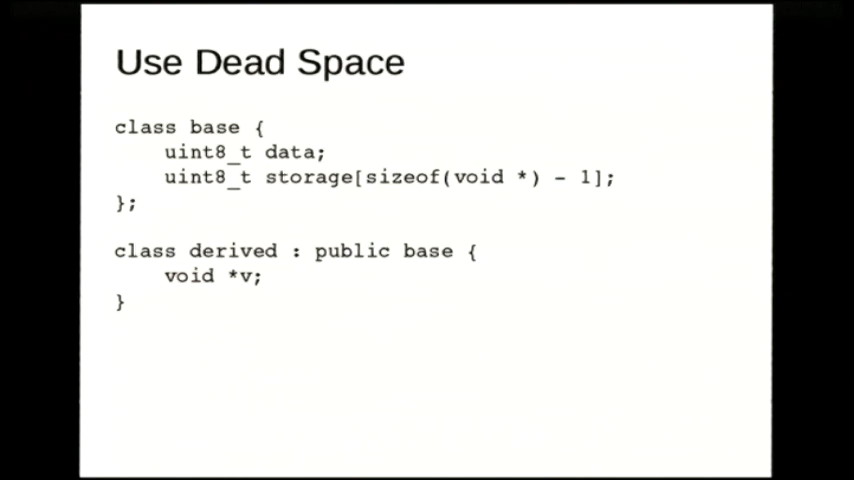 Use Dead Space
class base {
    uint8_t data;
    uint8_t storage[sizeof(void *) - 1];
};
class derived : public base {
    void *v;
}